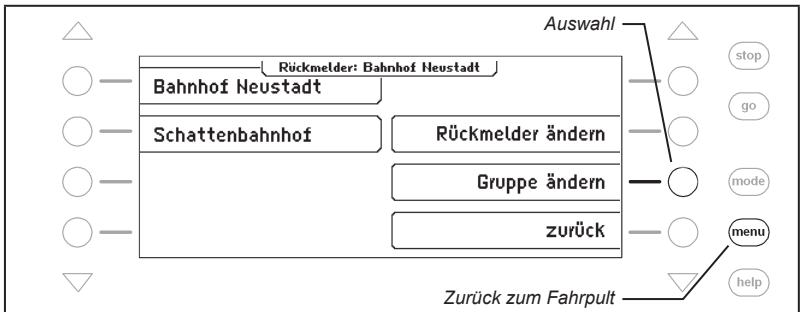 Auswahl
stop
Rückmelder: Bahnhof Neustadt
Bahnhof Neustadt
go
Schattenbahnhof
Rückmelder ändern
Gruppe ändern
mode
zurück
menu
help
Zurück zum Fahrpult